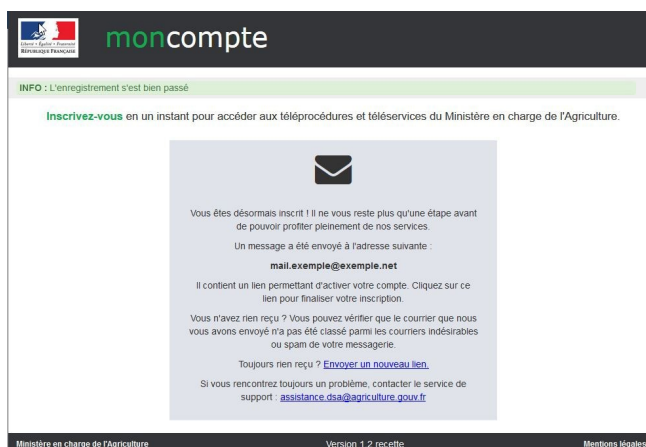 Liberté • Égalité • Fraternité
RÉPUBLIQUE FRANÇAISE
moncompte
INFO : L'enregistrement s'est bien passé
Inscrivez-vous en un instant pour accéder aux téléprocédures et téléservices du Ministère en charge de l'Agriculture.
Vous êtes désormais inscrit ! Il ne vous reste plus qu'une étape avant
de pouvoir profiter pleinement de nos services.
Un message a été envoyé à l'adresse suivante :
mail.exemple@exemple.net
Il contient un lien permettant d'activer votre compte. Cliquez sur ce
lien pour finaliser votre inscription.
Vous n'avez rien reçu ? Vous pouvez vérifier que le courrier que nous
vous avons envoyé n'a pas été classé parmi les courriers indésirables
ou spam de votre messagerie.
Toujours rien reçu ? Envoyer un nouveau lien.
Si vous rencontrez toujours un problème, contacter le service de
support : assistance.dsa@agriculture.gouv.fr
Ministère en charge de l'Agriculture
Version 1.2 recette
Mentions légales